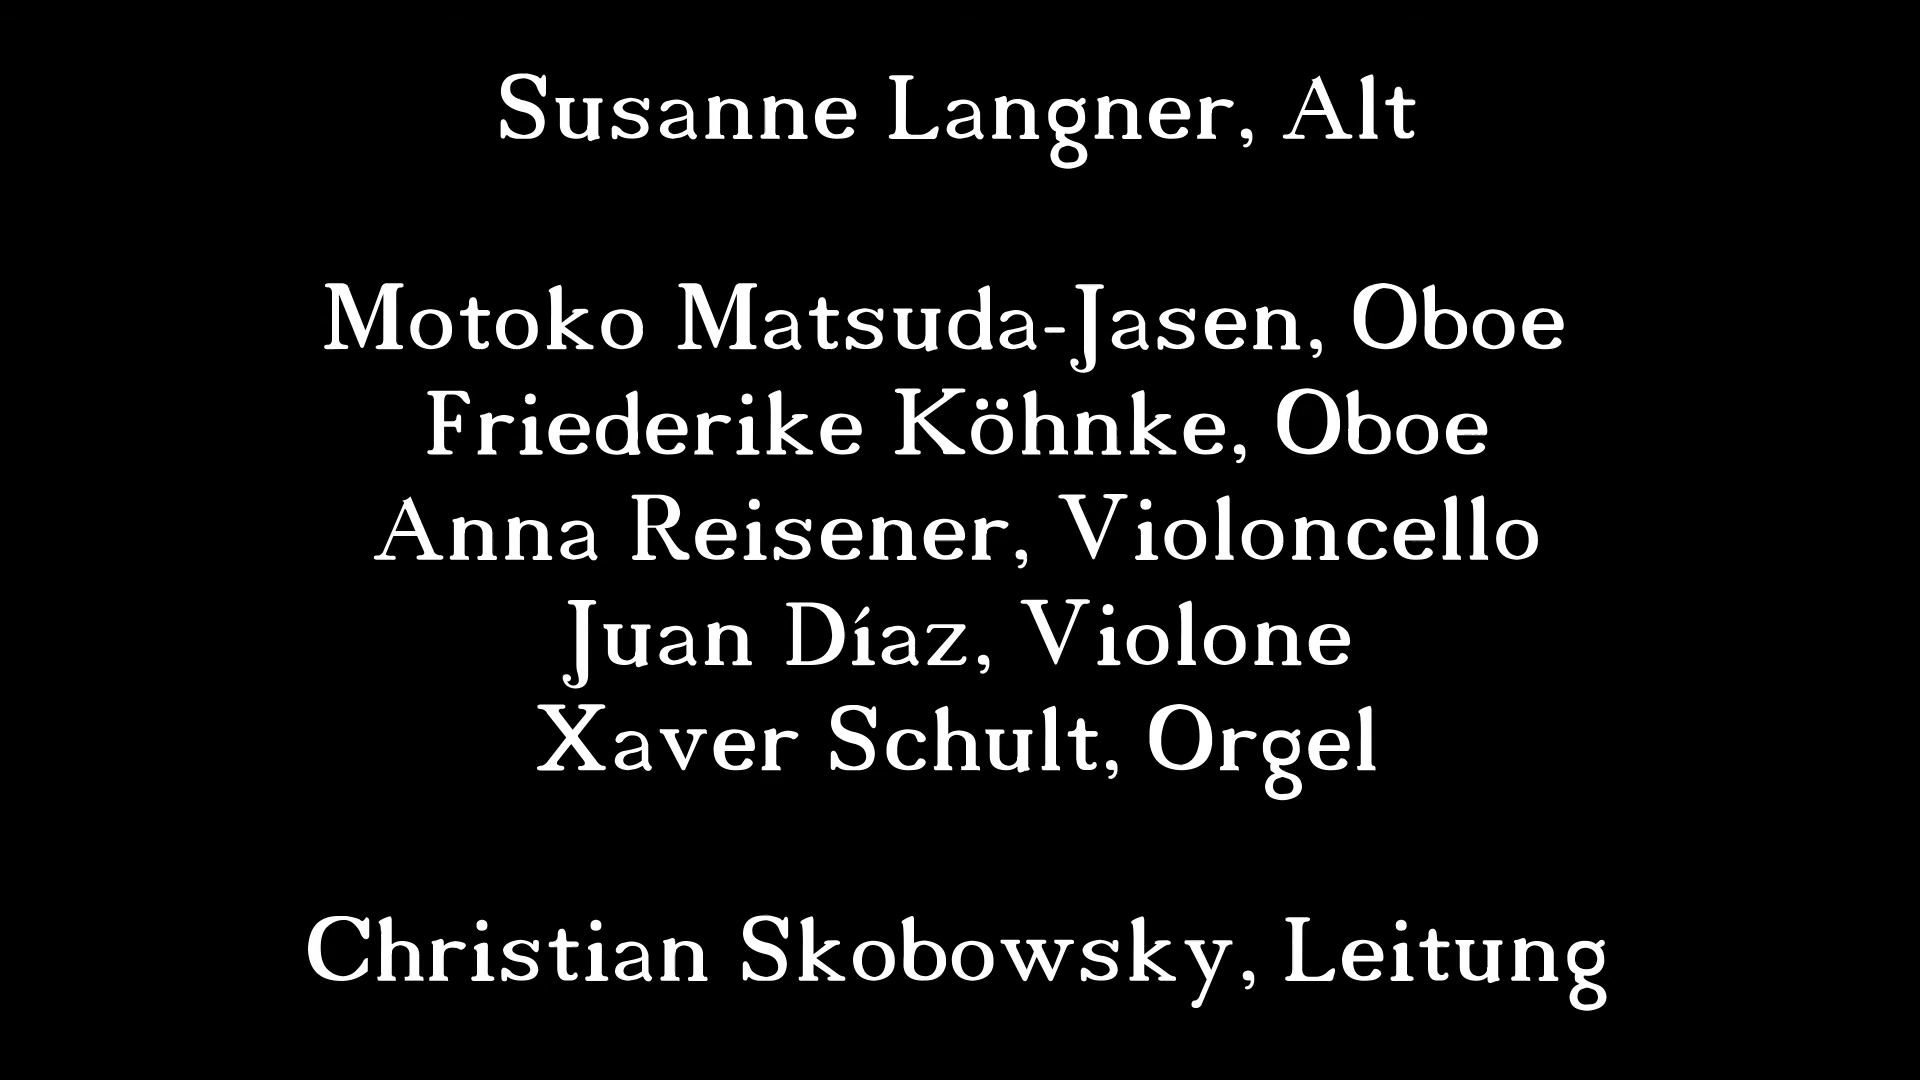 Susanne Langner, Alt
Motoko Matsuda-Jasen, Oboe
Friederike Köhnke, Oboe
Anna Reisener, Violoncello
Juan Díaz, Violone
Xaver Schult, Orgel
Christian Skobowsky, Leitung